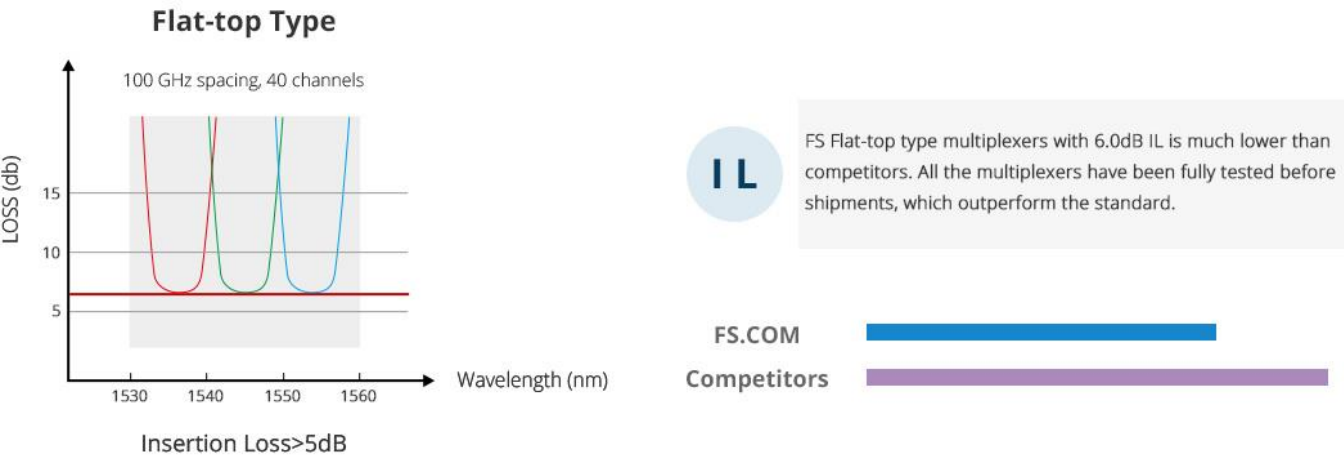 Flat-top Type
100 GHz spacing, 40 channels
LOSS (db)
15
10
5
1530 1540 1550 1560
Wavelength (nm)
Insertion Loss>5dB
I L
FS Flat-top type multiplexers with 6.0dB IL is much lower than
competitors. All the multiplexers have been fully tested before
shipments, which outperform the standard.
FS.COM
Competitors